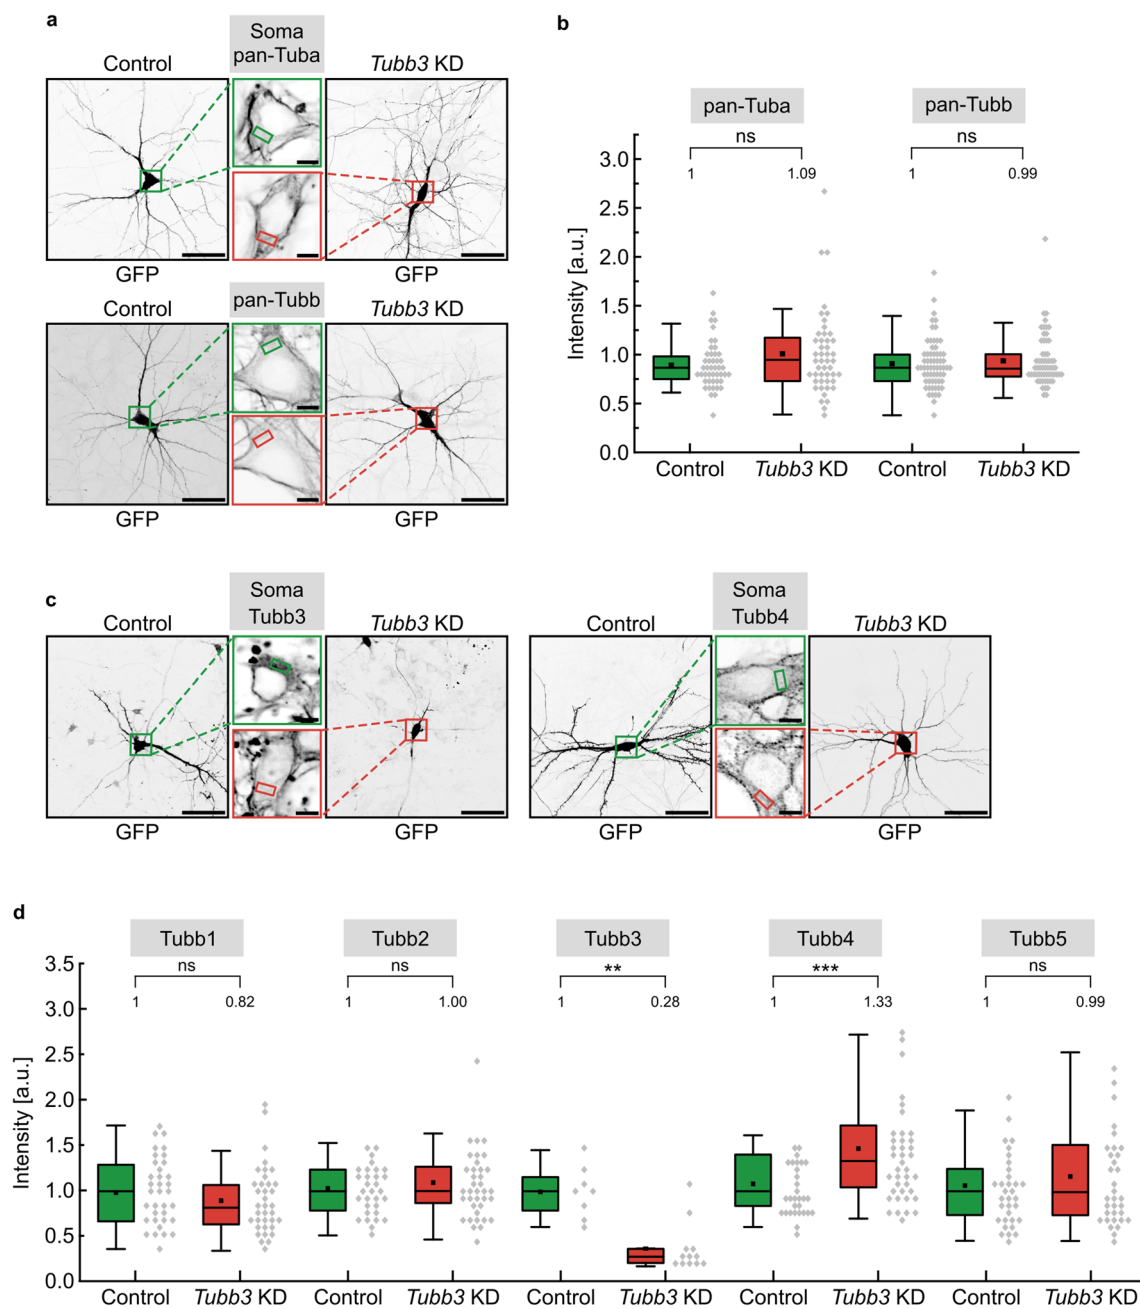 a
Soma
pan-Tuba
Control
Tubb3 KD
GFP
GFP
Control
pan-Tubb
Tubb3 KD
GFP
GFP
b
pan-Tuba
pan-Tubb
ns
ns
1
1.09
1
0.99
Intensity [a.u.]
3.0
2.5
2.0
1.5
1.0
0.5
0.0
Control
Tubb3 KD
Control
Tubb3 KD
c
Soma
Tubb3
Control
Tubb3 KD
GFP
GFP
Soma
Tubb4
Control
Tubb3 KD
GFP
GFP
d
Tubb1
Tubb2
Tubb3
Tubb4
Tubb5
ns
ns
**
***
ns
1
0.82
1
1.00
1
0.28
1
1.33
1
0.99
Intensity [a.u.]
3.5
3.0
2.5
2.0
1.5
1.0
0.5
0.0
Control
Tubb3 KD
Control
Tubb3 KD
Control
Tubb3 KD
Control
Tubb3 KD
Control
Tubb3 KD